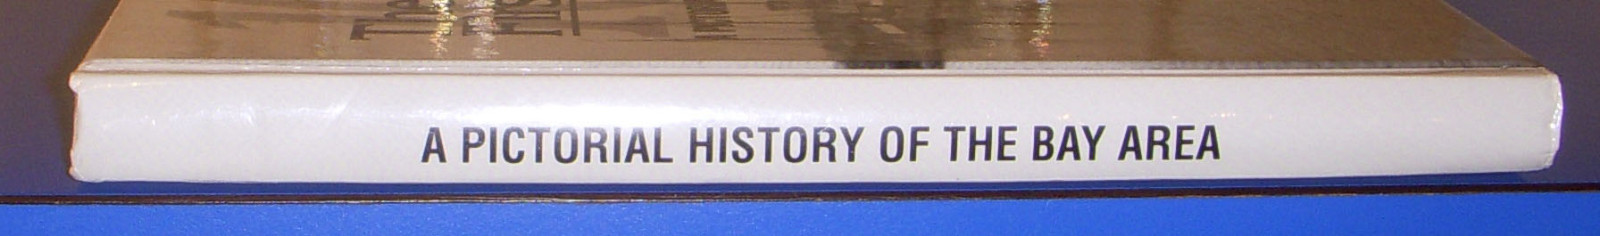 A PICTORIAL HISTORY OF THE BAY AREA